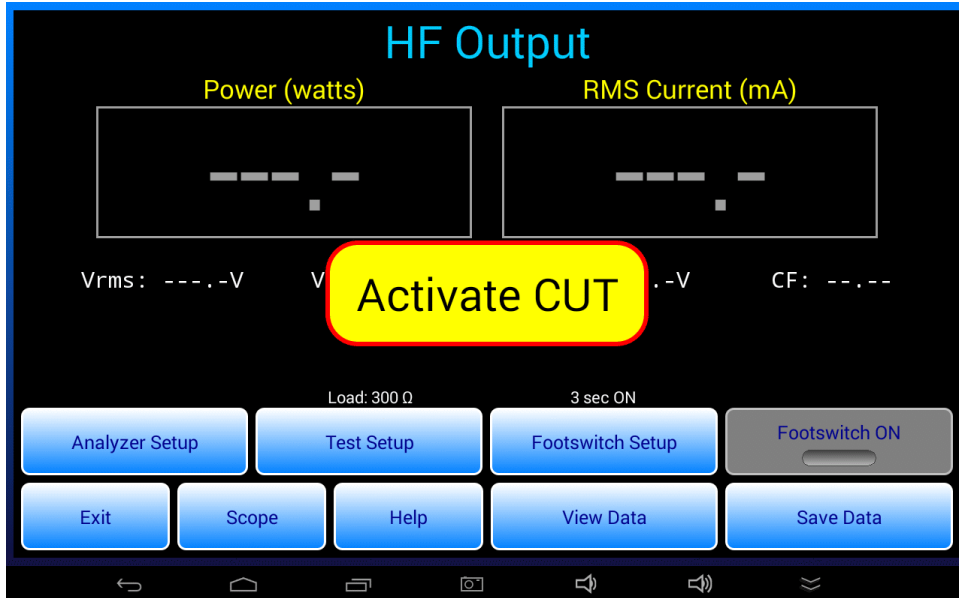 HF Output
Power (watts) RMS Current (mA)
---.- ---.-
Vrms: ---.-V V .-V CF: --.--
Activate CUT
Load: 300 Ω 3 sec ON
Analyzer Setup Test Setup Footswitch Setup Footswitch ON
Exit Scope Help View Data Save Data